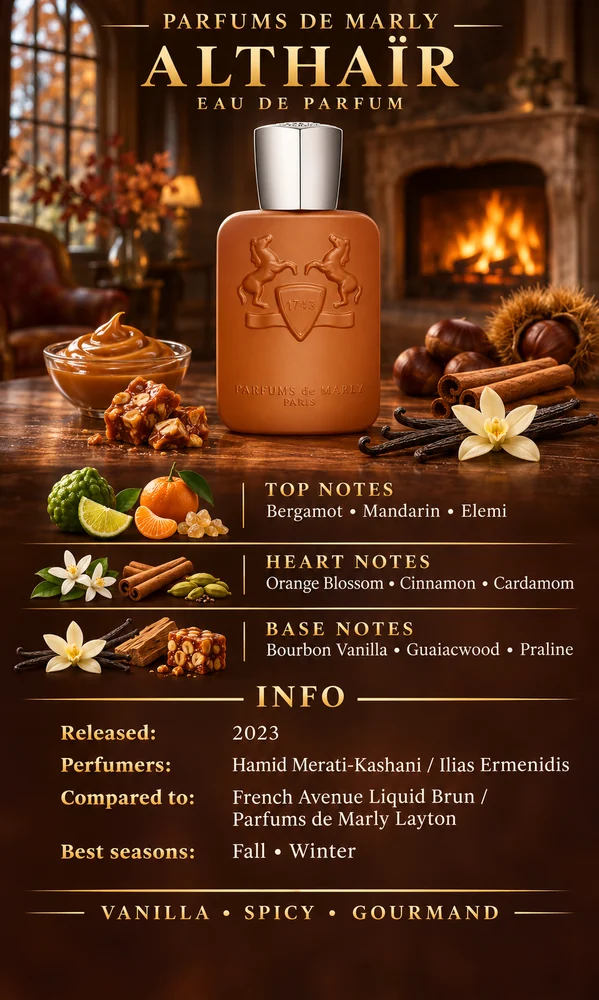 PARFUMS DE MARLY
ALTHAÏR
EAU DE PARFUM
1743
PARFUMS de MARLY
PARIS
TOP NOTES
Bergamot • Mandarin • Elemi
HEART NOTES
Orange Blossom • Cinnamon • Cardamom
BASE NOTES
Bourbon Vanilla • Guaiacwood • Praline
INFO
Released: 2023
Perfumers: Hamid Merati-Kashani / Ilias Ermenidis
Compared to: French Avenue Liquid Brun /
Parfums de Marly Layton
Best seasons: Fall • Winter
VANILLA • SPICY • GOURMAND